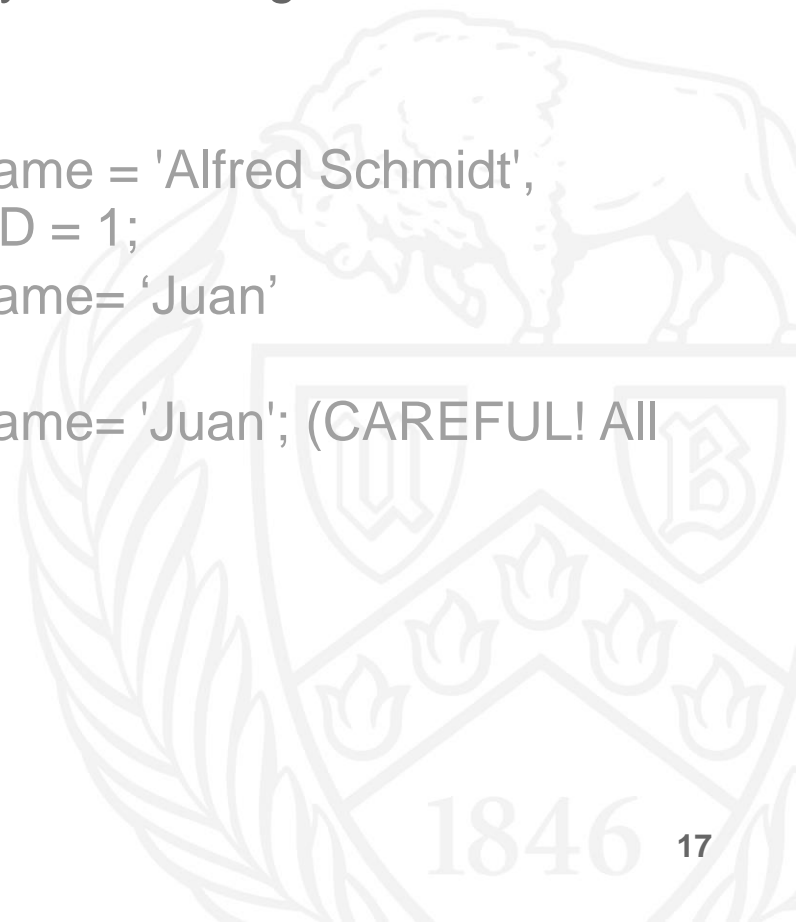 ame = 'Alfred Schmidt',
D = 1;
ame= ‘Juan’
ame= 'Juan'; (CAREFUL! All
1846
17